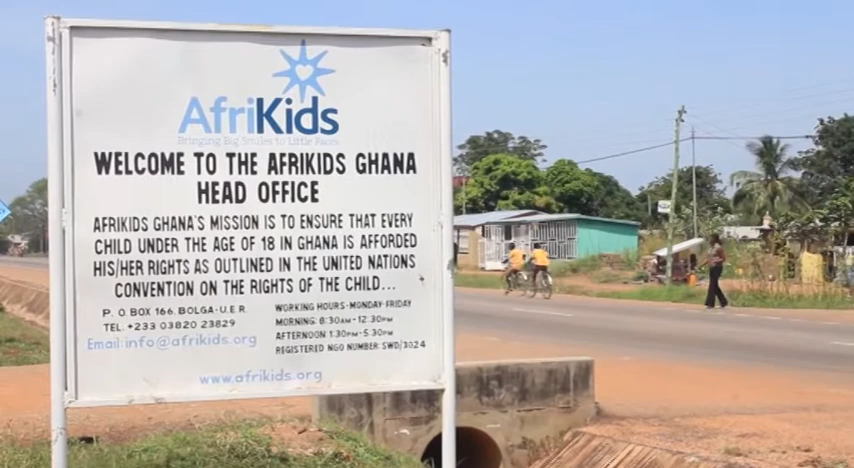 AfriKids
Bringing Big Smiles to Little Faces
WELCOME TO THE AFRIKIDS GHANA
HEAD OFFICE
AFRIKIDS GHANA'S MISSION IS TO ENSURE THAT EVERY
CHILD UNDER THE AGE OF 18 IN GHANA IS AFFORDED
HIS/HER RIGHTS AS OUTLINED IN THE UNITED NATIONS
CONVENTION ON THE RIGHTS OF THE CHILD...
P.O.BOX 166.BOLGA-U.E R.
TEL.+233 03820 23829
Email:info@afrikids.org
WORKING HOURS-MONDAY-FRIDAY
MORNING: 8:30AM-12:30PM
AFTERNOON 1:30PM-5:30PM
REGISTERED NGO NUMBER: SWD/3024
www.afrikids.org